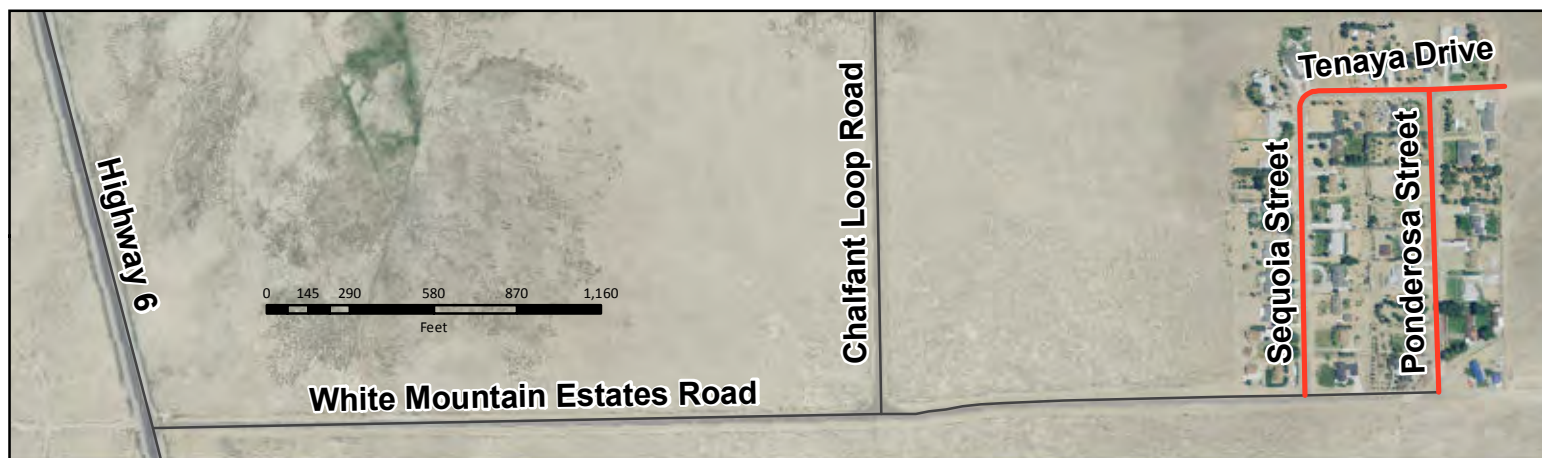 Tenaya Drive
Highway 6
Chalfant Loop Road
Sequoia Street
Ponderosa Street
0 145 290 580 870 1,160
Feet
White Mountain Estates Road